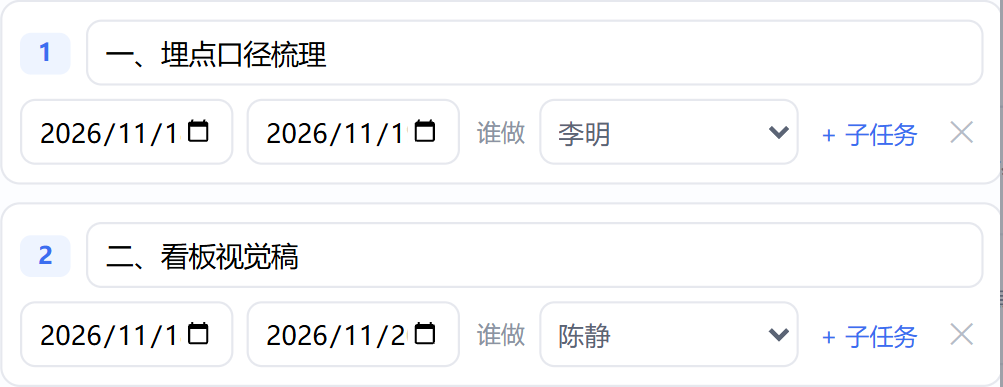 1 一、埋点口径梳理
2026/11/1 2026/11/1 谁做 李明 + 子任务 ×
2 二、看板视觉稿
2026/11/1 2026/11/2 谁做 陈静 + 子任务 ×